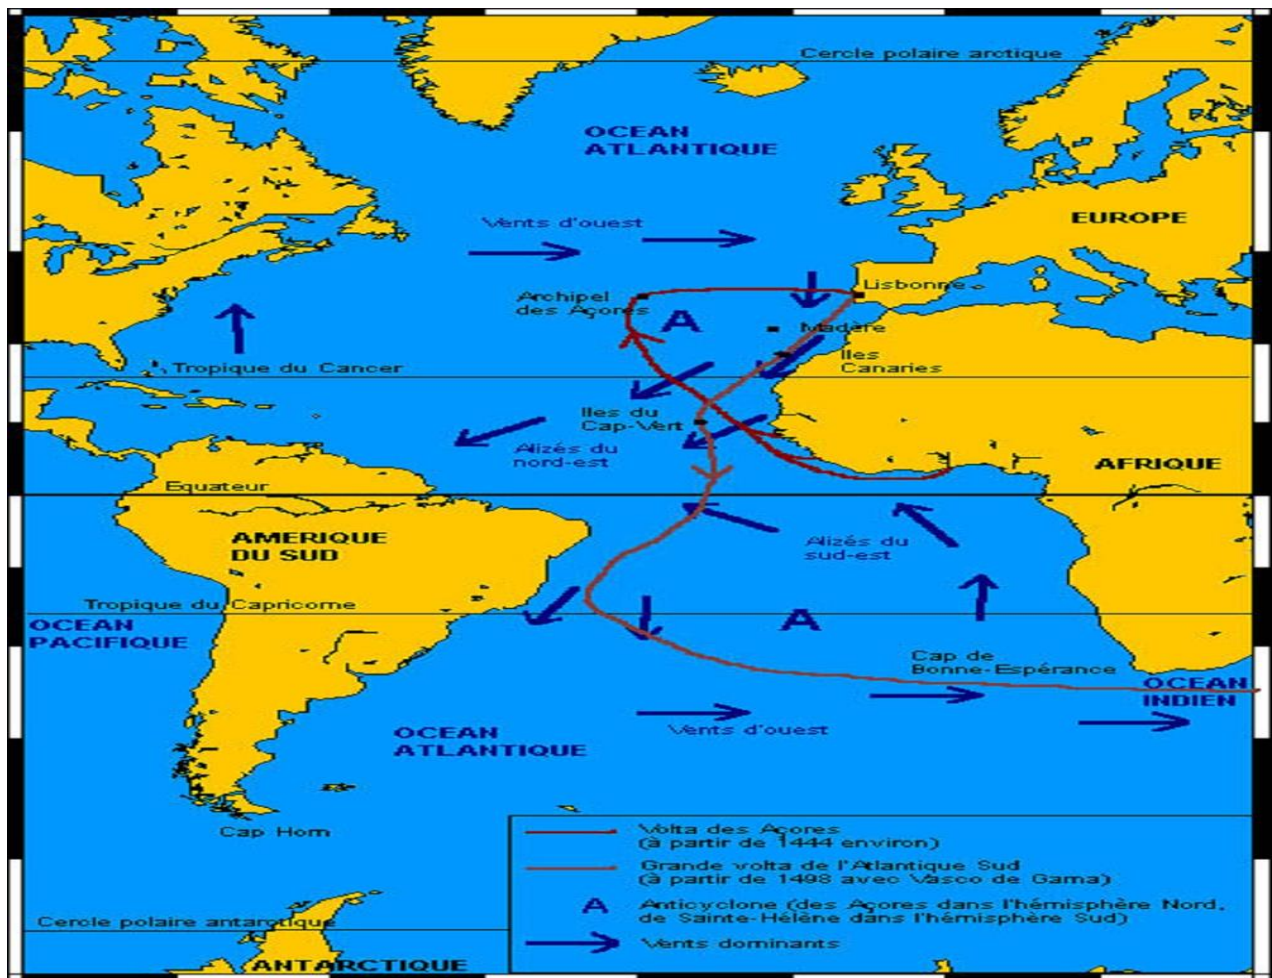 Cercle polaire arctique
OCEAN
ATLANTIQUE
Vents d'ouest
EUROPE
Archipel
des Açores
A
Lisbonne
Madère
Iles
Canaries
Tropique du Cancer
Iles du
Cap-Vert
Alizés du
nord-est
AFRIQUE
Equateur
AMERIQUE
DU SUD
Alizés du
sud-est
Tropique du Capricorne
A
OCEAN
PACIFIQUE
Cap de
Bonne-Espérance
OCEAN
INDIEN
OCEAN
ATLANTIQUE
Vents d'ouest
Cap Horn
Volta des Açores
(à partir de 1444 environ)
Grande volta de l'Atlantique Sud
(à partir de 1498 avec Vasco de Gama)
A
Anticyclone (des Açores dans l'hémisphère Nord,
de Sainte-Hélène dans l'hémisphère Sud)
Vents dominants
Cercle polaire antarctique
ANTARCTIQUE